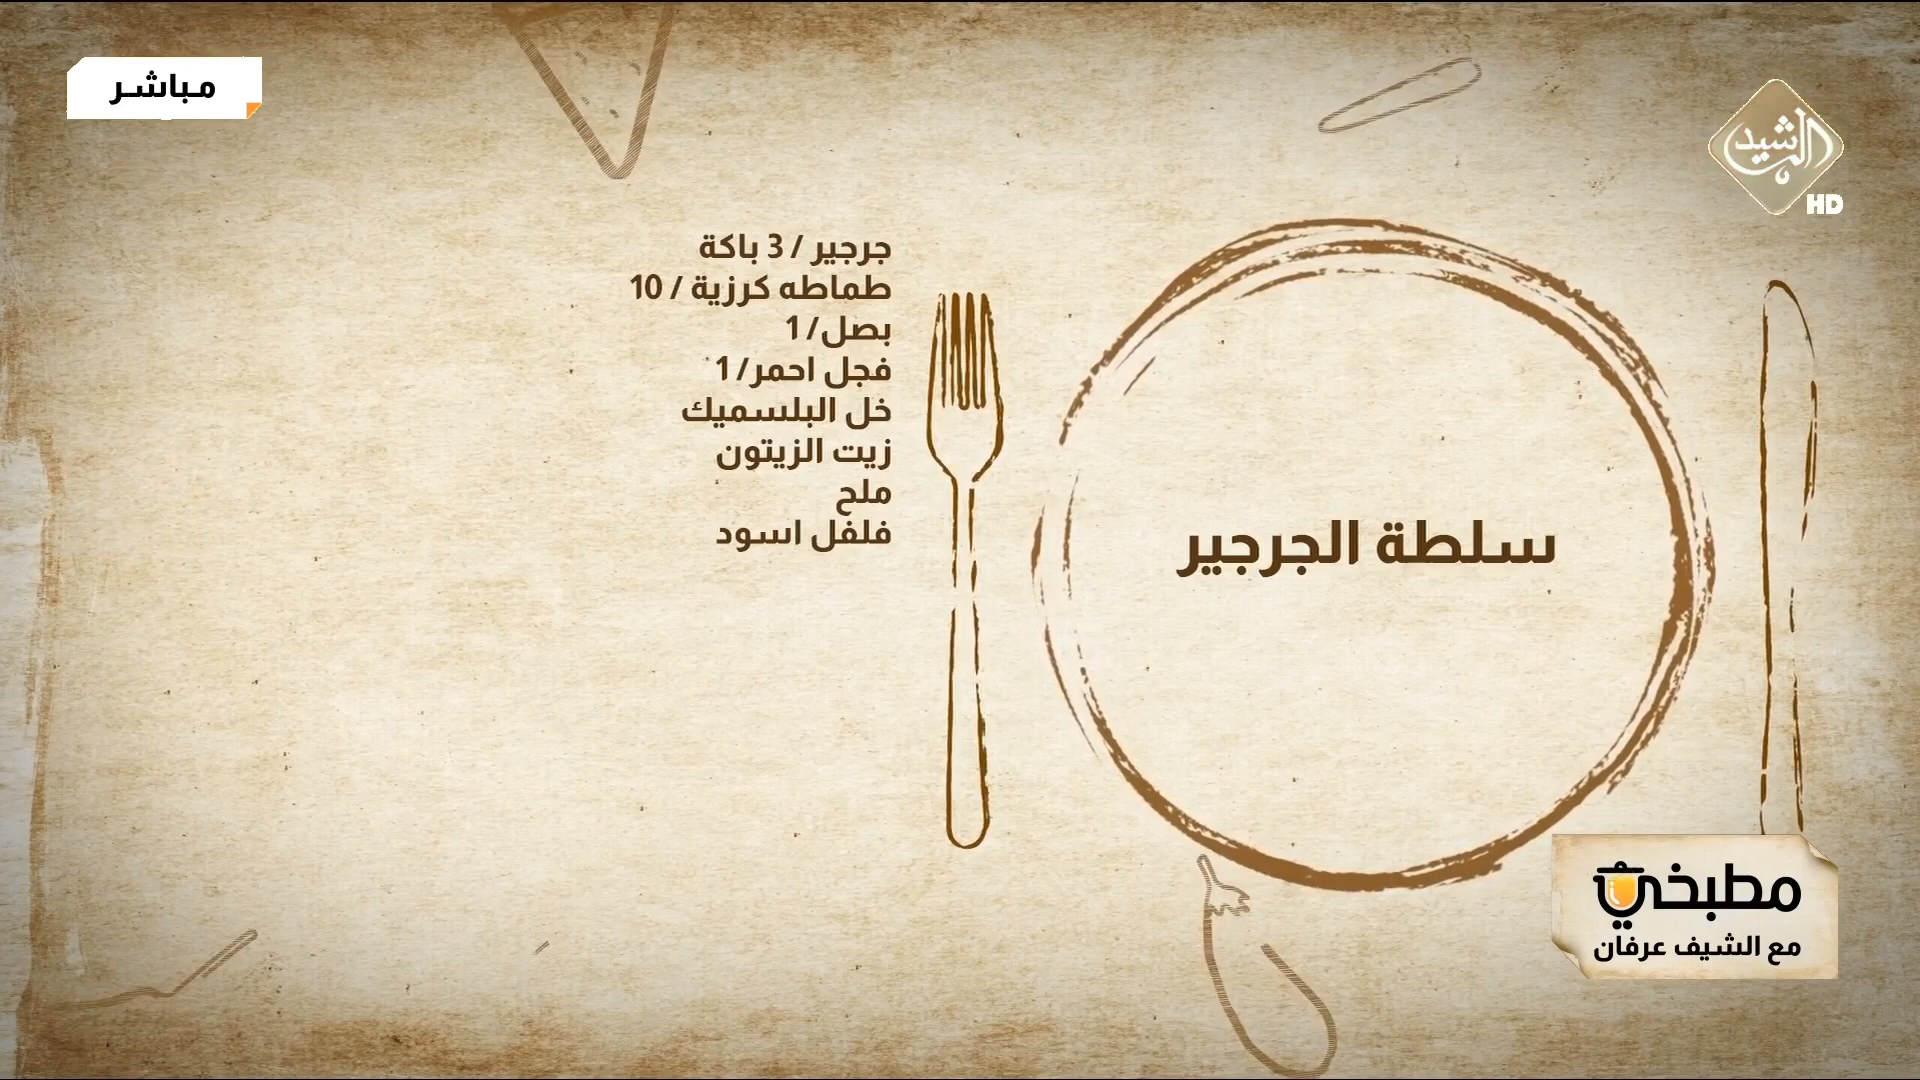 مباشر
الرشيد
HD
جرجير / 3 باكة
طماطه كرزية / 10
بصل/ 1
فجل احمر/ 1
خل البلسميك
زيت الزيتون
ملح
فلفل اسود
سلطة الجرجير
مطبخي
مع الشيف عرفان